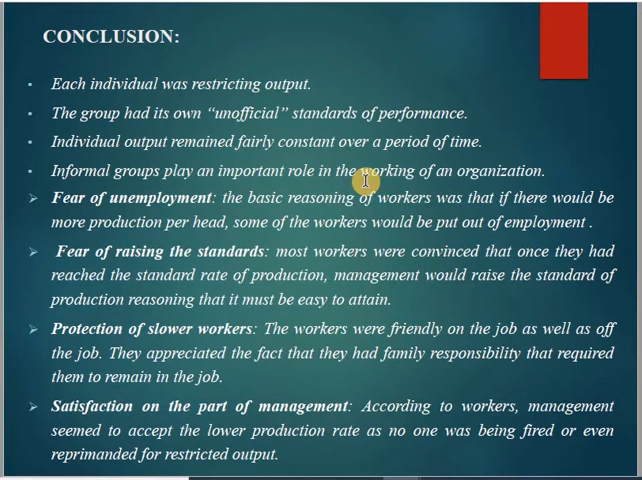 CONCLUSION:
▪ Each individual was restricting output.
▪ The group had its own “unofficial” standards of performance.
▪ Individual output remained fairly constant over a period of time.
▪ Informal groups play an important role in the working of an organization.
➢ Fear of unemployment: the basic reasoning of workers was that if there would be
more production per head, some of the workers would be put out of employment .
➢ Fear of raising the standards: most workers were convinced that once they had
reached the standard rate of production, management would raise the standard of
production reasoning that it must be easy to attain.
➢ Protection of slower workers: The workers were friendly on the job as well as off
the job. They appreciated the fact that they had family responsibility that required
them to remain in the job.
➢ Satisfaction on the part of management: According to workers, management
seemed to accept the lower production rate as no one was being fired or even
reprimanded for restricted output.